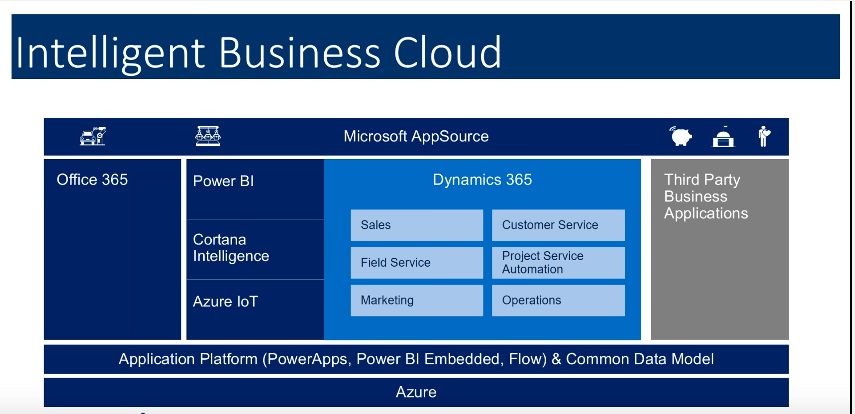 Intelligent Business Cloud
Microsoft AppSource
Office 365
Power BI
Cortana
Intelligence
Azure IoT
Dynamics 365
Sales
Customer Service
Field Service
Project Service
Automation
Marketing
Operations
Third Party
Business
Applications
Application Platform (PowerApps, Power BI Embedded, Flow) & Common Data Model
Azure